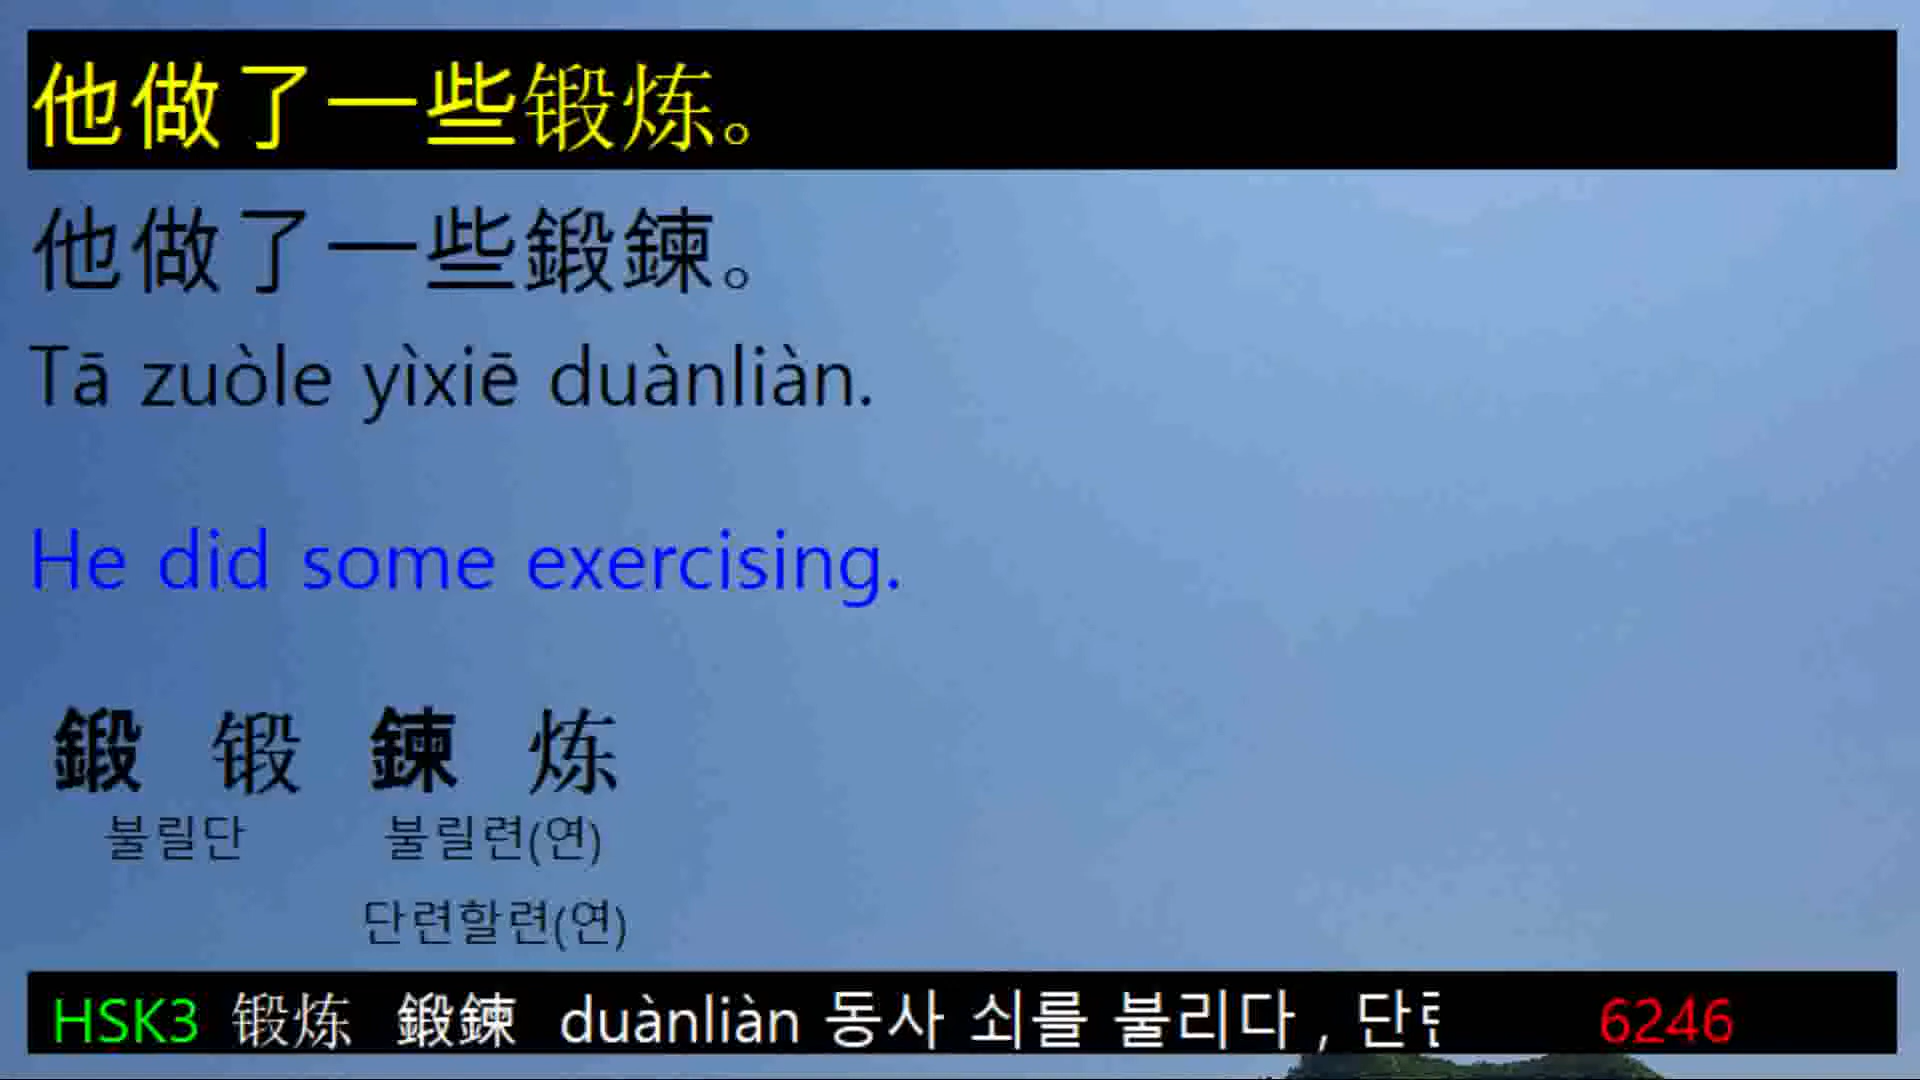 他做了一些锻炼。
他做了一些鍛鍊。
Tā zuòle yìxiē duànliàn.
He did some exercising.
鍛 锻 鍊 炼
불릴단 불릴련(연)
단련할련(연)
HSK3 锻炼 鍛鍊 duànliàn 동사 쇠를 불리다 , 6246